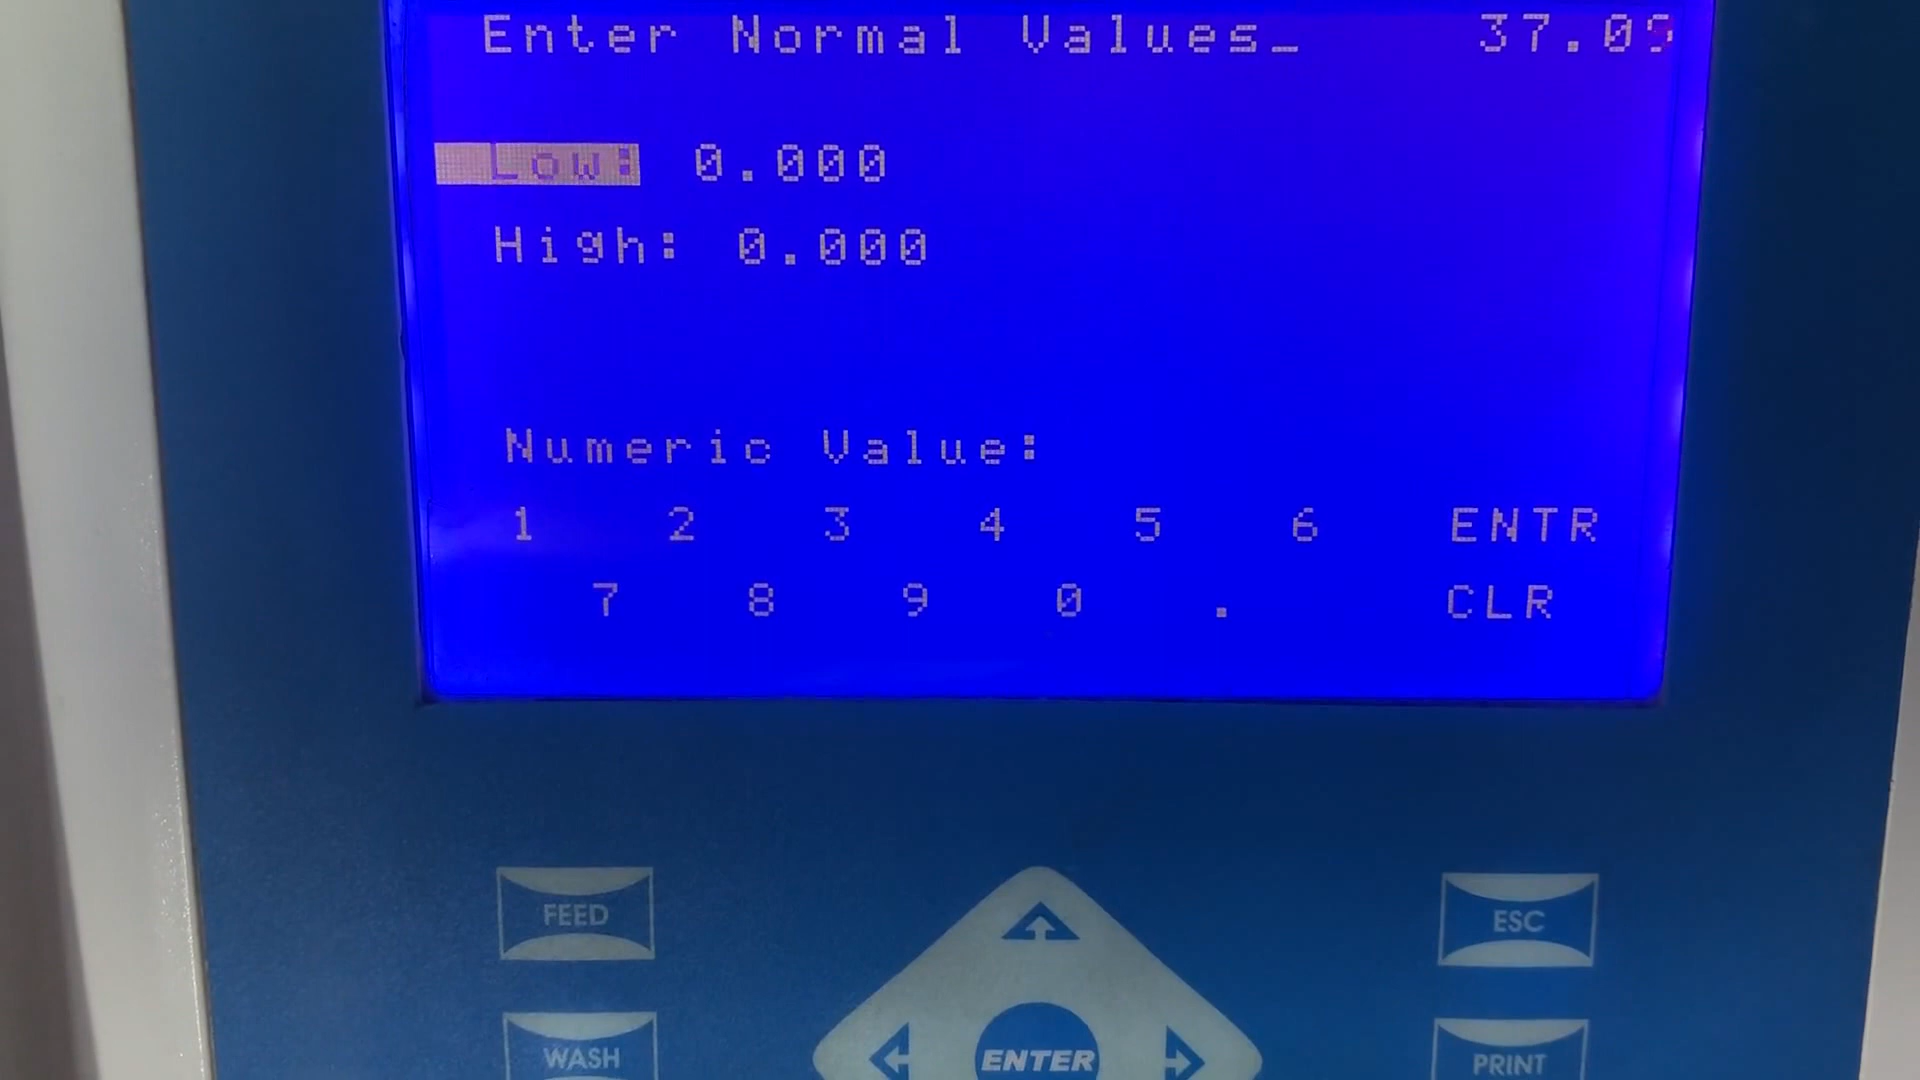 Enter Normal Values_ 37.09
Low: 0.000
High: 0.000
Numeric Value:
1 2 3 4 5 6 ENTR
7 8 9 0 . CLR
FEED ESC
WASH ENTER PRINT